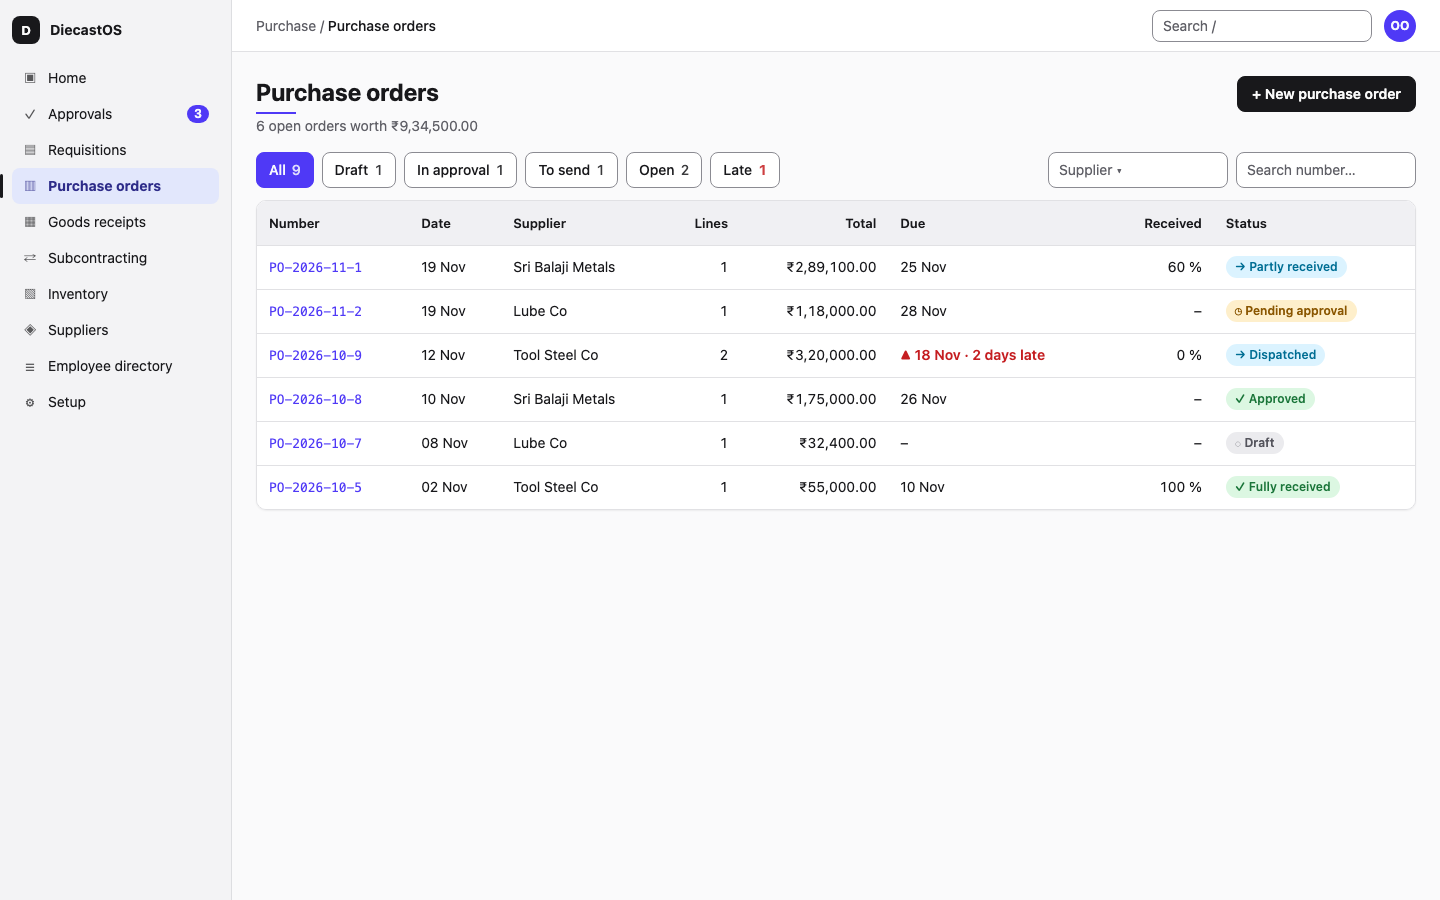 D DiecastOS
Home
Approvals 3
Requisitions
Purchase orders
Goods receipts
Subcontracting
Inventory
Suppliers
Employee directory
Setup
Purchase / Purchase orders
Search /
OO
Purchase orders
+ New purchase order
6 open orders worth ₹9,34,500.00
All 9 Draft 1 In approval 1 To send 1 Open 2 Late 1 Supplier ▾ Search number...
Number Date Supplier Lines Total Due Received Status
PO-2026-11-1 19 Nov Sri Balaji Metals 1 ₹2,89,100.00 25 Nov 60 % → Partly received
PO-2026-11-2 19 Nov Lube Co 1 ₹1,18,000.00 28 Nov – Pending approval
PO-2026-10-9 12 Nov Tool Steel Co 2 ₹3,20,000.00 ▲ 18 Nov · 2 days late 0 % → Dispatched
PO-2026-10-8 10 Nov Sri Balaji Metals 1 ₹1,75,000.00 26 Nov – ✓ Approved
PO-2026-10-7 08 Nov Lube Co 1 ₹32,400.00 – – Draft
PO-2026-10-5 02 Nov Tool Steel Co 1 ₹55,000.00 10 Nov 100 % ✓ Fully received